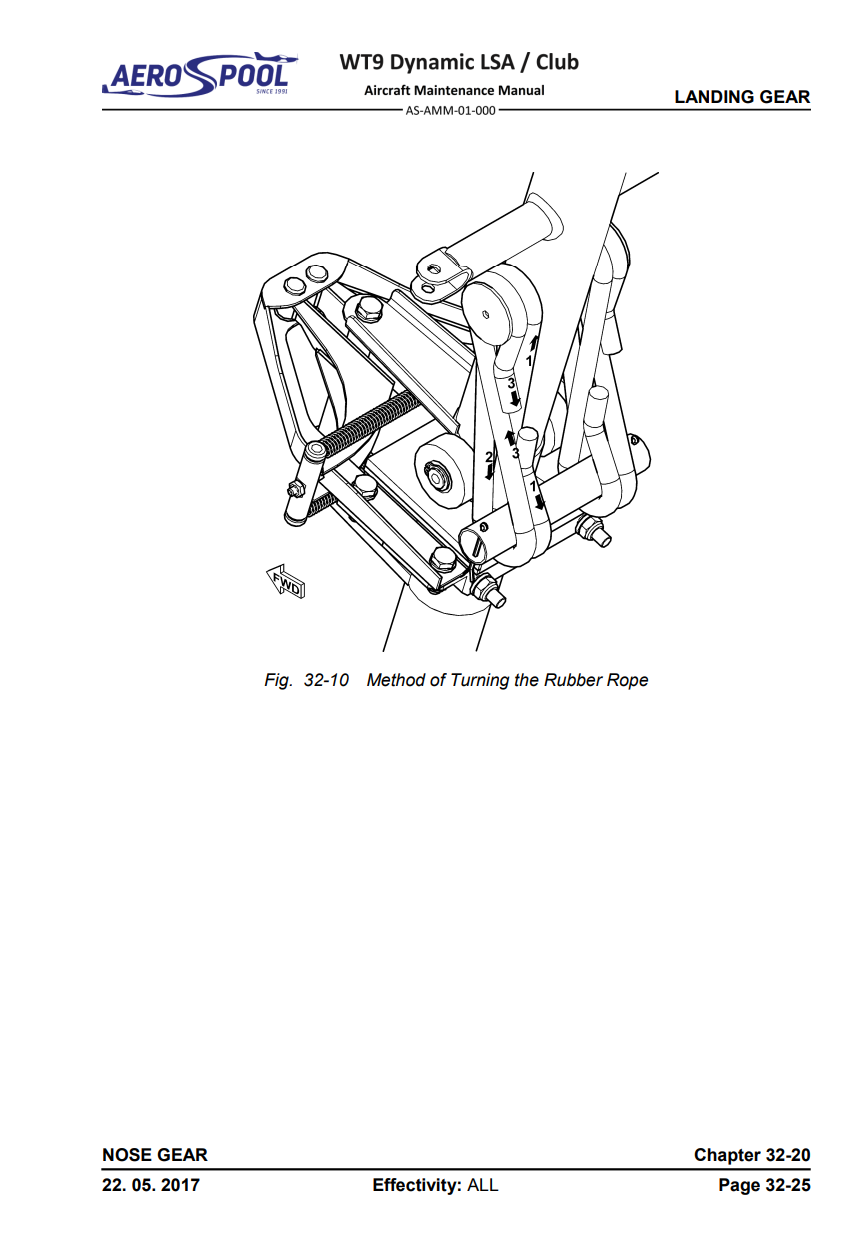 AEROSPOOL
SINCE 1991
WT9 Dynamic LSA / Club
Aircraft Maintenance Manual
AS-AMM-01-000
LANDING GEAR
1
3
3
2
1
FWD
Fig. 32-10 Method of Turning the Rubber Rope
NOSE GEAR Chapter 32-20
22. 05. 2017 Effectivity: ALL Page 32-25